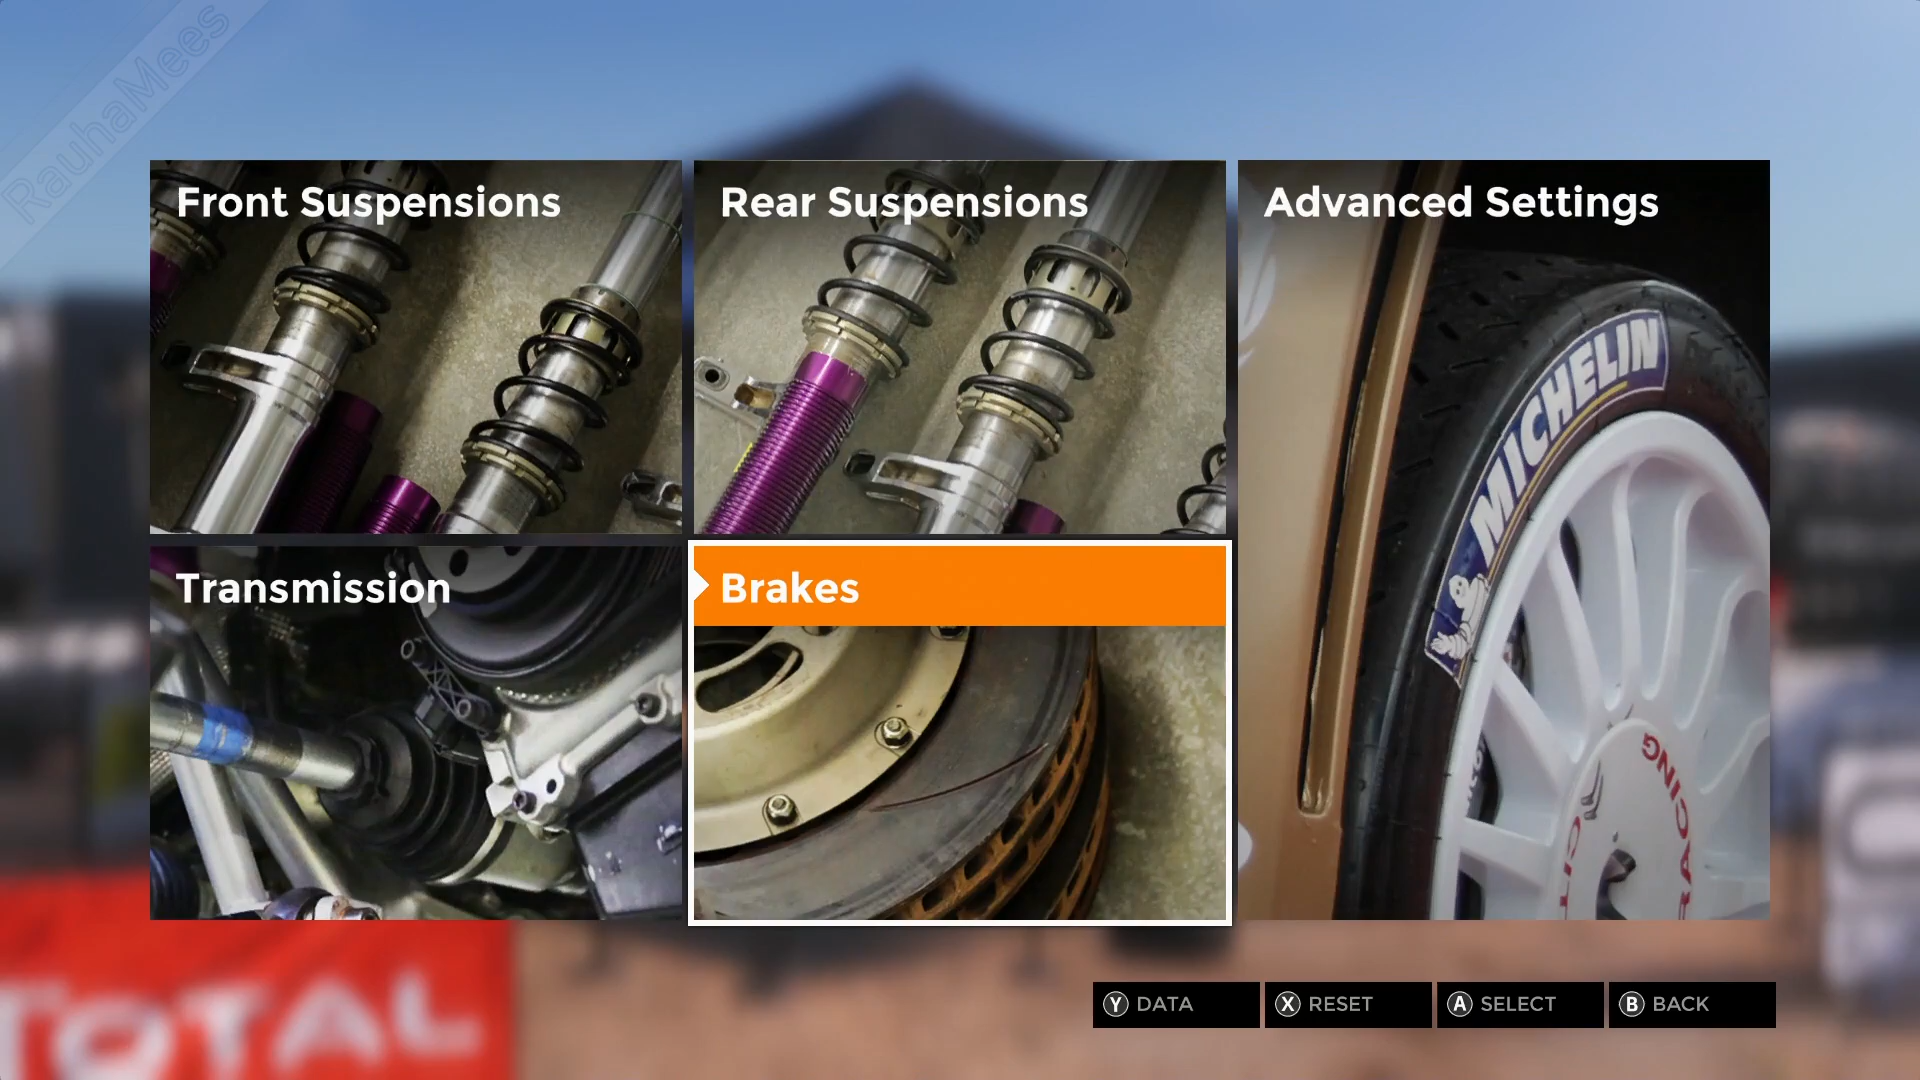 RauhaMees
Front Suspensions
Rear Suspensions
Advanced Settings
MICHELIN
Transmission
Brakes
RACING
TOTAL
Y DATA
X RESET
A SELECT
B BACK